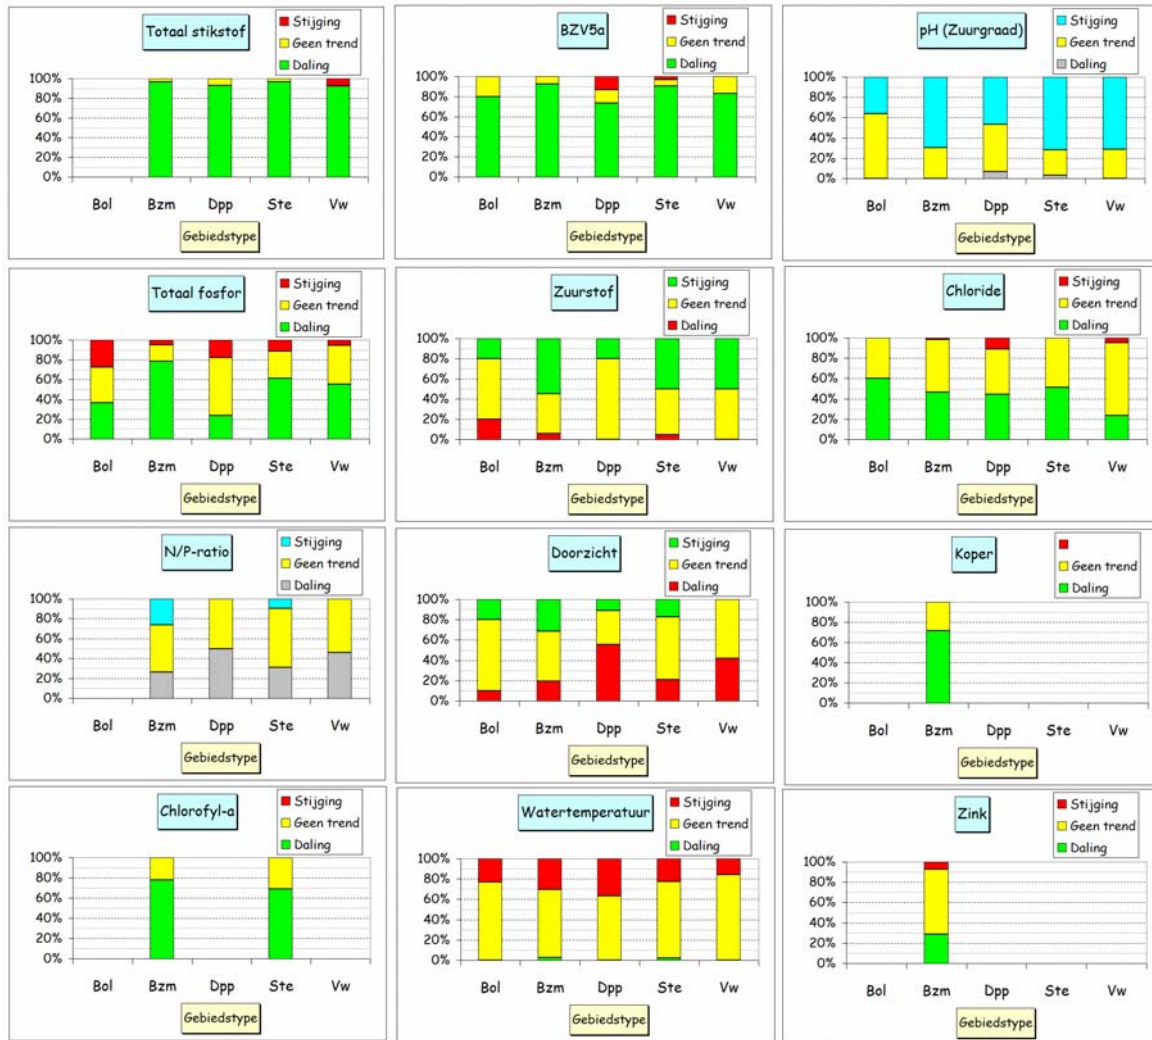 Totaal stikstof
Stijging
Geen trend
Daling
100%
80%
60%
40%
20%
0%
Bol Bzm Dpp Ste Vw
Gebiedstype
BZV5a
Stijging
Geen trend
Daling
100%
80%
60%
40%
20%
0%
Bol Bzm Dpp Ste Vw
Gebiedstype
pH (Zuurgraad)
Stijging
Geen trend
Daling
100%
80%
60%
40%
20%
0%
Bol Bzm Dpp Ste Vw
Gebiedstype
Totaal fosfor
Stijging
Geen trend
Daling
100%
80%
60%
40%
20%
0%
Bol Bzm Dpp Ste Vw
Gebiedstype
Zuurstof
Stijging
Geen trend
Daling
100%
80%
60%
40%
20%
0%
Bol Bzm Dpp Ste Vw
Gebiedstype
Chloride
Stijging
Geen trend
Daling
100%
80%
60%
40%
20%
0%
Bol Bzm Dpp Ste Vw
Gebiedstype
N/P-ratio
Stijging
Geen trend
Daling
100%
80%
60%
40%
20%
0%
Bol Bzm Dpp Ste Vw
Gebiedstype
Doorzicht
Stijging
Geen trend
Daling
100%
80%
60%
40%
20%
0%
Bol Bzm Dpp Ste Vw
Gebiedstype
Koper
Geen trend
Daling
100%
80%
60%
40%
20%
0%
Bol Bzm Dpp Ste Vw
Gebiedstype
Chlorofyl-a
Stijging
Geen trend
Daling
100%
80%
60%
40%
20%
0%
Bol Bzm Dpp Ste Vw
Gebiedstype
Watertemperatuur
Stijging
Geen trend
Daling
100%
80%
60%
40%
20%
0%
Bol Bzm Dpp Ste Vw
Gebiedstype
Zink
Stijging
Geen trend
Daling
100%
80%
60%
40%
20%
0%
Bol Bzm Dpp Ste Vw
Gebiedstype